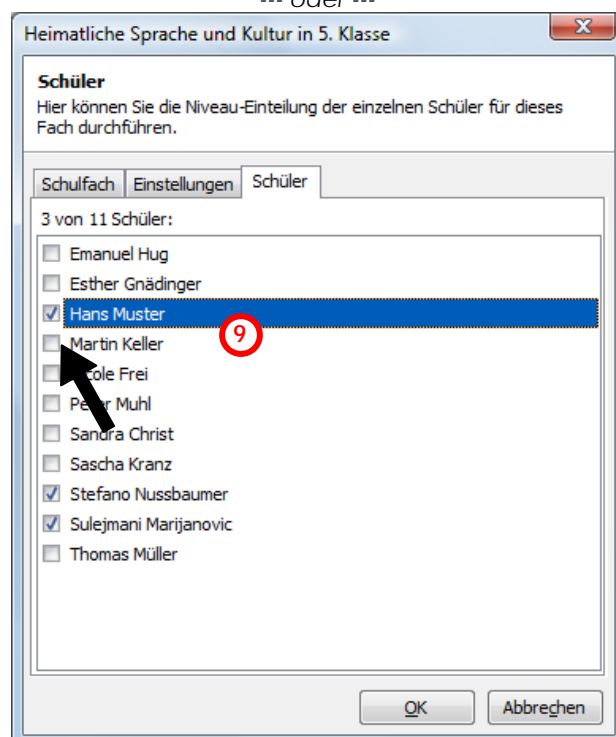 --- oder ---
Heimatliche Sprache und Kultur in 5. Klasse
Schüler
Hier können Sie die Niveau-Einteilung der einzelnen Schüler für dieses
Fach durchführen.
Schulfach Einstellungen Schüler
3 von 11 Schüler:
Emanuel Hug
Esther Gnädinger
Hans Muster
9
Martin Keller
Frei
Muhl
Sandra Christ
Sascha Kranz
Stefano Nussbaumer
Sulejmani Marijanovic
Thomas Müller
OK Abbrechen